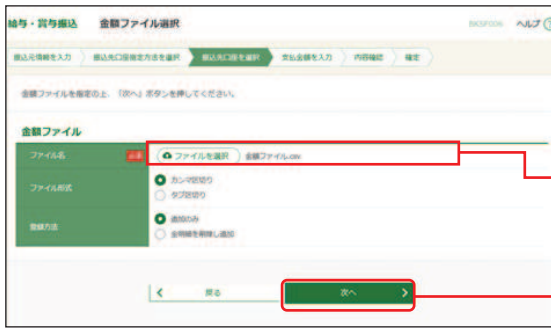 給与・賞与振込 金額ファイル選択 BKSF006 ヘルプ
振込元情報を入力 振込先口座指定方法を選択 振込先口座を選択 支払金額を入力 内容確認 確定
金額ファイルを指定の上、「次へ」ボタンを押してください。
金額ファイル
ファイル名 必須 ファイルを選択 金額ファイル.csv
ファイル形式 カンマ区切り
タブ区切り
登録方法 追加のみ
全明細を削除し追加
戻る 次へ